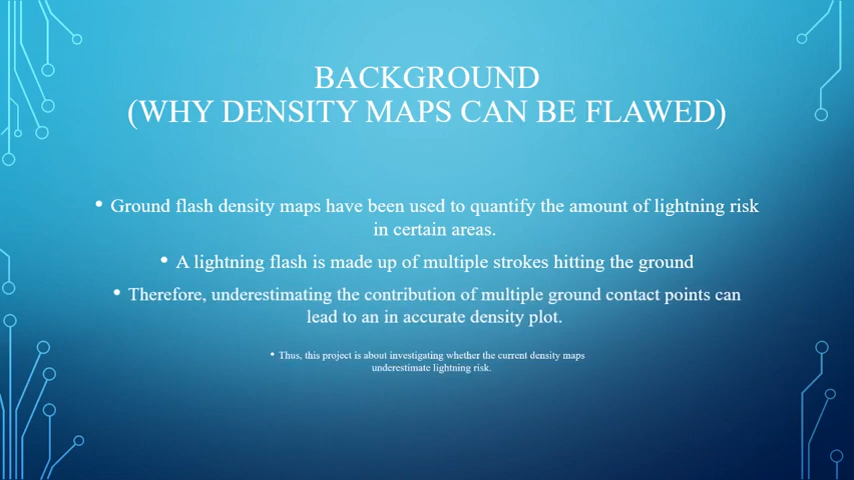 BACKGROUND
(WHY DENSITY MAPS CAN BE FLAWED)
• Ground flash density maps have been used to quantify the amount of lightning risk
in certain areas.
• A lightning flash is made up of multiple strokes hitting the ground
• Therefore, underestimating the contribution of multiple ground contact points can
lead to an in accurate density plot.
• Thus, this project is about investigating whether the current density maps
underestimate lightning risk.